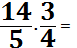 14/5 · 3/4 =